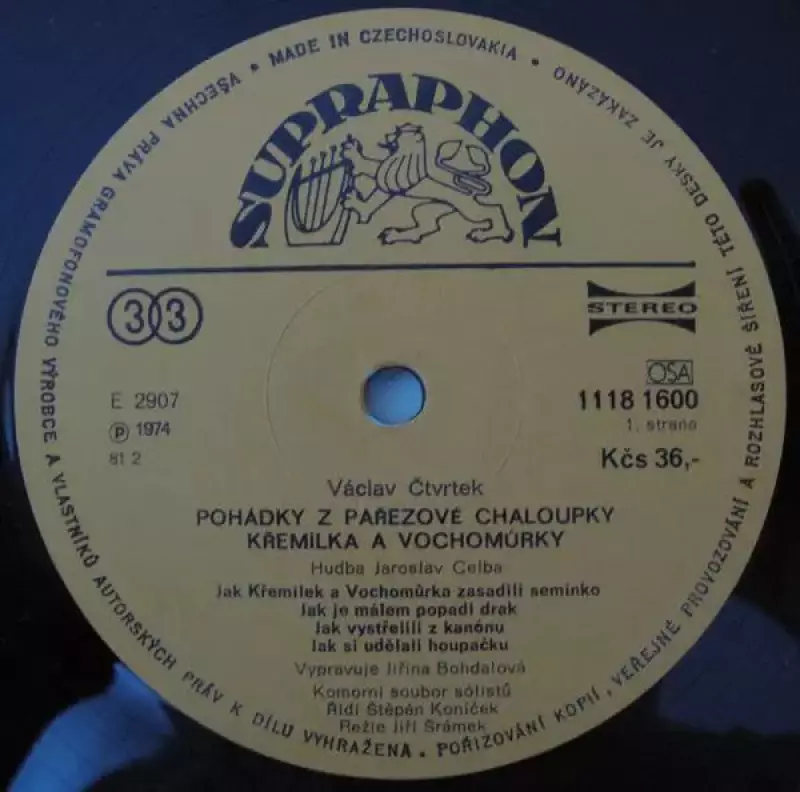 VŠECHNA PRÁVA GRAMOFONOVÉHO VÝROBCE A VLASTNÍKŮ AUTORSKÝCH PRÁV K DÍLU VYHRAŽENA. POŘIZOVÁNÍ KOPIÍ, VEŘEJNÉ PROVOZOVÁNÍ A ROZHLASOVÉ ŠÍŘENÍ TÉTO DESKY JE ZAKÁZÁNO
• MADE IN CZECHOSLOVAKIA •
SUPRAPHON
33
STEREO
OSA
E 2907
1118 1600
Ⓟ 1974
1. strana
81 2
Kčs 36,-
Václav Čtvrtek
POHÁDKY Z PAŘEZOVÉ CHALOUPKY
KŘEMÍLKA A VOCHOMŮRKY
Hudba Jaroslav Celba
Jak Křemílek a Vochomůrka zasadili semínko
Jak je málem popadl drak
Jak vystřelili z kanónu
Jak si udělali houpačku
Vypravuje Jiřina Bohdalová
Komorní soubor sólistů
Řídí Štěpán Koníček
Režie Jiří Šrámek